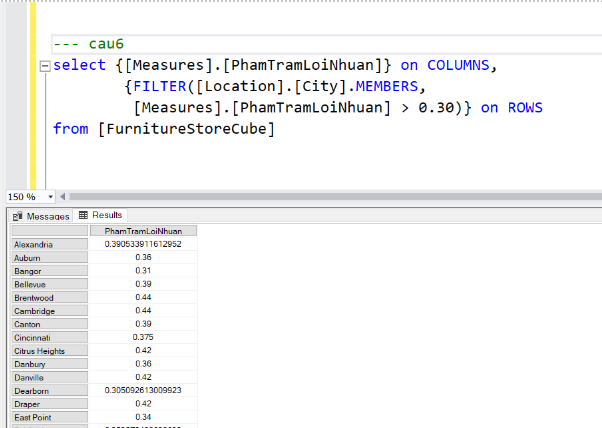 --- cau6
select {[Measures].[PhamTramLoiNhuan]} on COLUMNS,
{FILTER([Location].[City].MEMBERS,
[Measures].[PhamTramLoiNhuan] > 0.30)} on ROWS
from [FurnitureStoreCube]
150 %
Messages Results
PhamTramLoiNhuan
Alexandria 0.390533911612952
Auburn 0.36
Bangor 0.31
Bellevue 0.39
Brentwood 0.44
Cambridge 0.44
Canton 0.39
Cincinnati 0.375
Citrus Heights 0.42
Danbury 0.36
Danville 0.42
Dearborn 0.305092613009923
Draper 0.42
East Point 0.34